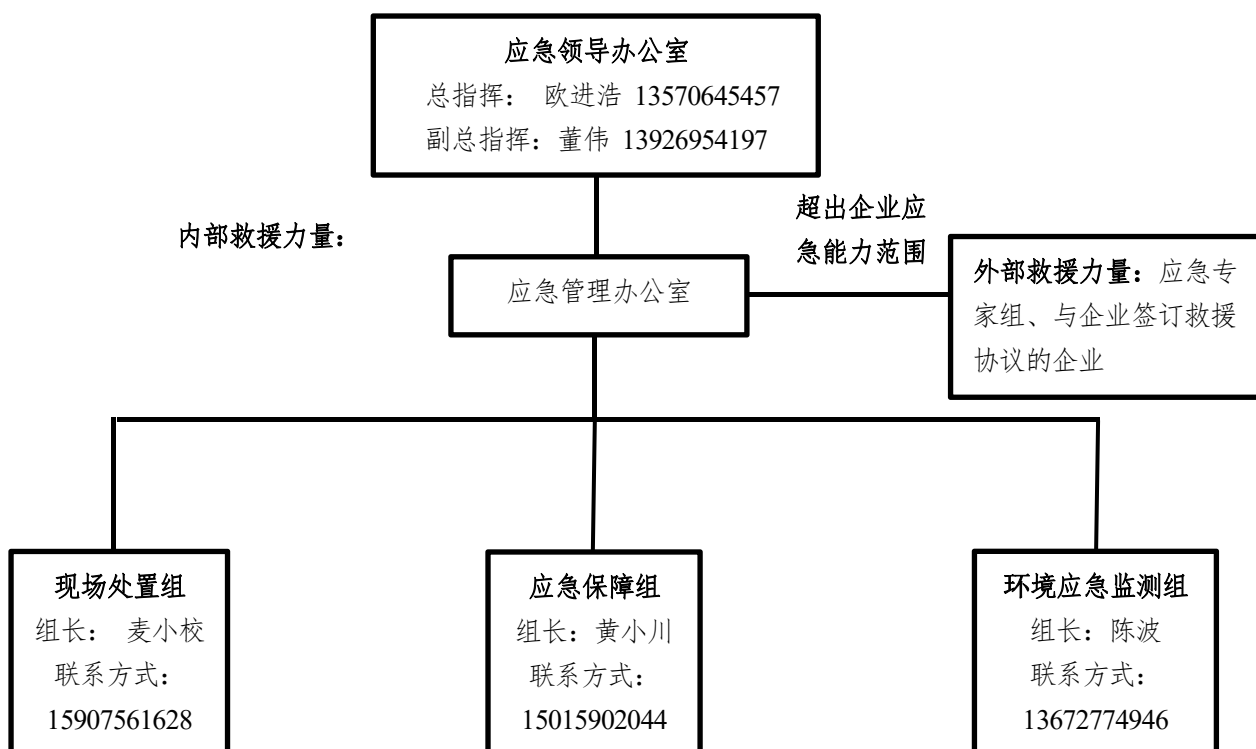 应急领导办公室
总指挥： 欧进浩 13570645457
副总指挥：董伟 13926954197
内部救援力量：
超出企业应
急能力范围
应急管理办公室
外部救援力量：应急专
家组、与企业签订救援
协议的企业
现场处置组
组长： 麦小校
联系方式：
15907561628
应急保障组
组长：黄小川
联系方式：
15015902044
环境应急监测组
组长：陈波
联系方式：
13672774946